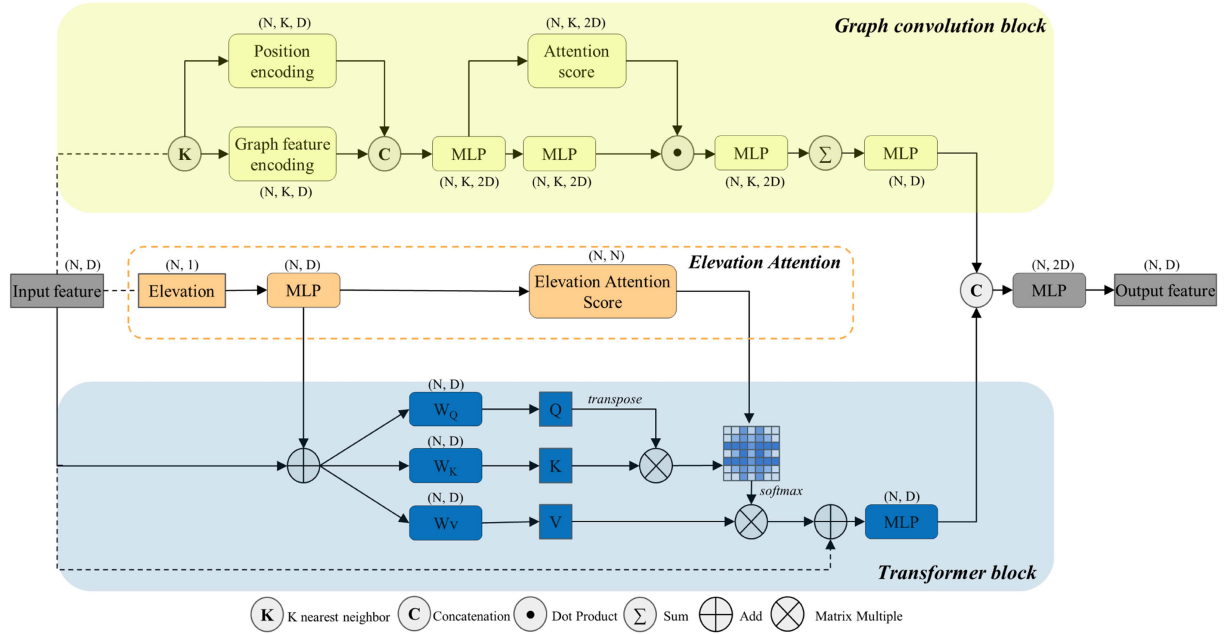 Graph convolution block
(N, K, D)
(N, K, 2D)
Position
encoding
Attention
score
K
Graph feature
encoding
C
MLP
MLP
MLP
Σ
MLP
(N, K, D)
(N, K, 2D)
(N, K, 2D)
(N, K, 2D)
(N, D)
Elevation Attention
(N, D)
(N, 1)
(N, D)
(N, N)
(N, 2D)
(N, D)
Input feature
Elevation
MLP
Elevation Attention
Score
C
MLP
Output feature
(N, D)
W_Q
Q
transpose
(N, D)
W_K
K
softmax
(N, D)
Wv
V
(N, D)
MLP
Transformer block
K
K nearest neighbor
C
Concatenation
Dot Product
Σ
Sum
Add
Matrix Multiple